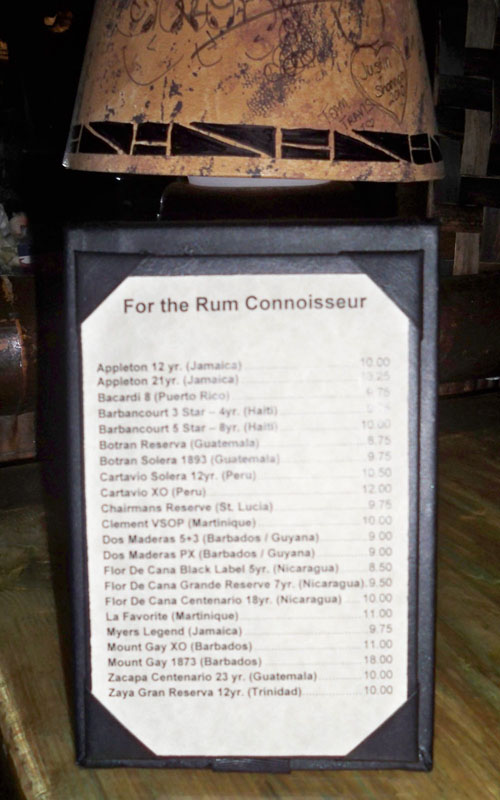 Justin
Shannon
TOMI
TRAVIS
For the Rum Connoisseur
Appleton 12 yr. (Jamaica) 10.00
Appleton 21yr. (Jamaica)
Bacardi 8 (Puerto Rico) 9.75
Barbancourt 3 Star – 4yr. (Haiti)
Barbancourt 5 Star – 8yr. (Haiti) 10.00
Botran Reserva (Guatemala) 8.75
Botran Solera 1893 (Guatemala) 9.75
Cartavio Solera 12yr. (Peru) 10.50
Cartavio XO (Peru) 12.00
Chairmans Reserve (St. Lucia) 9.75
Clement VSOP (Martinique) 10.00
Dos Maderas 5+3 (Barbados / Guyana) 9.00
Dos Maderas PX (Barbados / Guyana) 9.00
Flor De Cana Black Label 5yr. (Nicaragua) 8.50
Flor De Cana Grande Reserve 7yr. (Nicaragua). 9.50
Flor De Cana Centenario 18yr. (Nicaragua) 10.00
La Favorite (Martinique) 11.00
Myers Legend (Jamaica) 9.75
Mount Gay XO (Barbados) 11.00
Mount Gay 1873 (Barbados) 18.00
Zacapa Centenario 23 yr. (Guatemala) 10.00
Zaya Gran Reserva 12yr. (Trinidad) 10.00